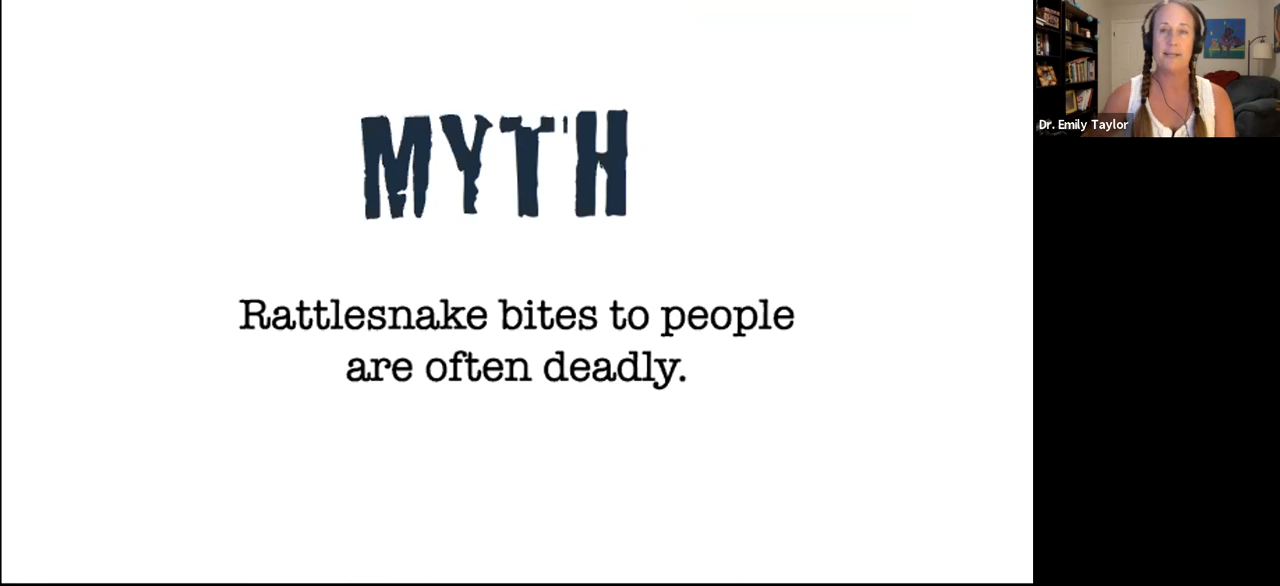 MYTH
Rattlesnake bites to people
are often deadly.
Dr. Emily Taylor